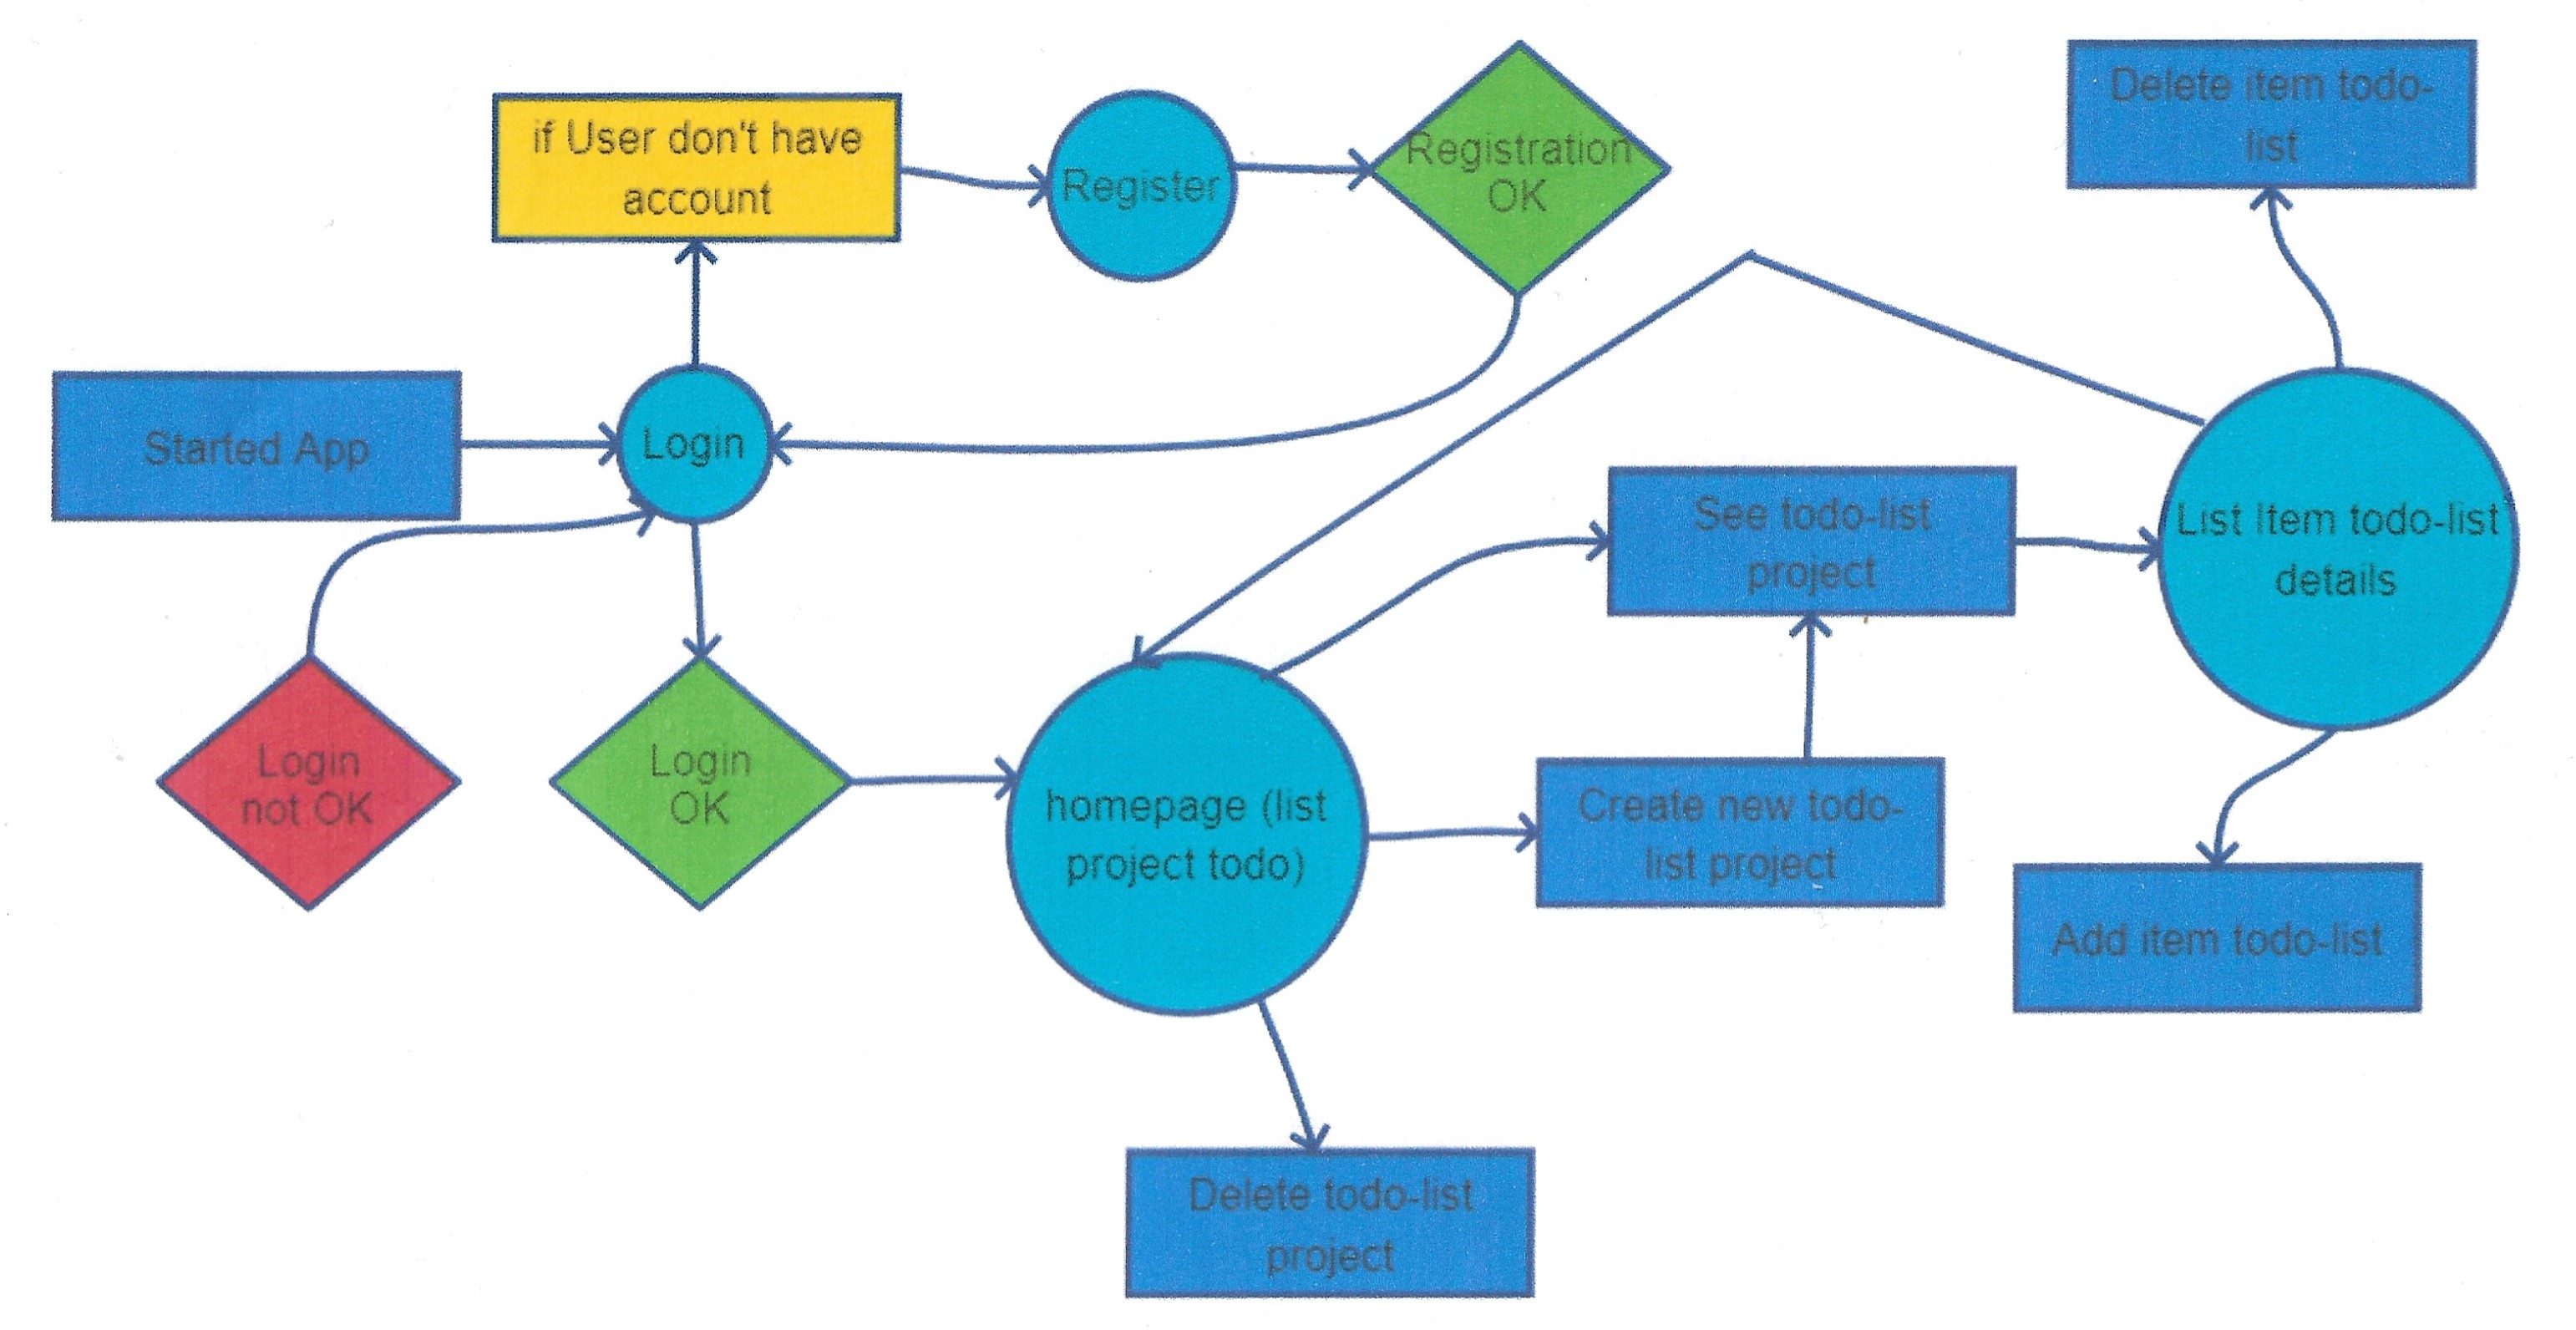 if User don't have
account
Register
Registration
OK
Delete item todo-
list
Started App
Login
See todo-list
project
List Item todo-list
details
Login
not OK
Login
OK
homepage (list
project todo)
Create new todo-
list project
Add item todo-list
Delete todo-list
project